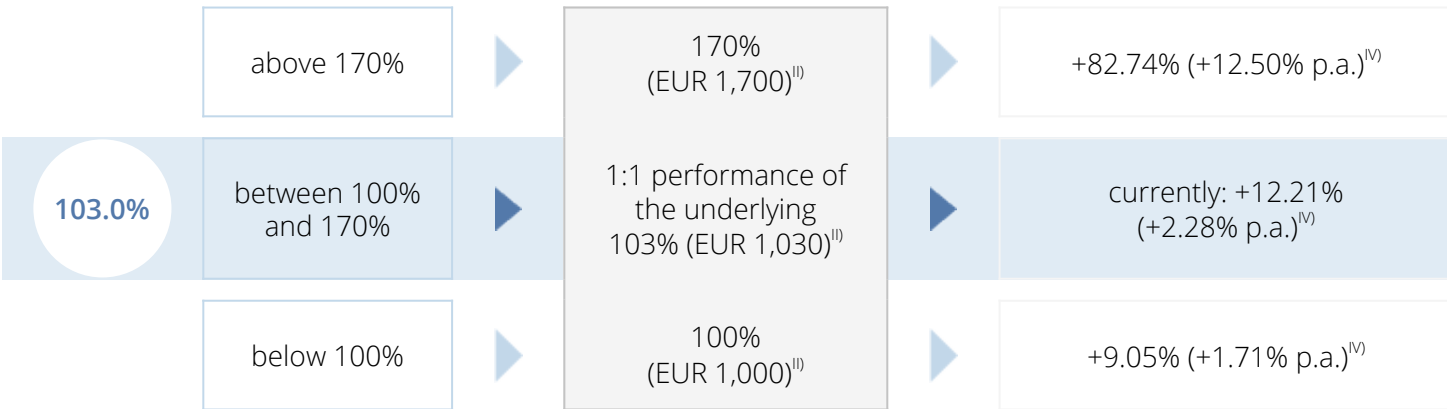 above 170%
170%
(EUR 1,700)II)
+82.74% (+12.50% p.a.)IV)
103.0%
between 100%
and 170%
1:1 performance of
the underlying
103% (EUR 1,030)II)
currently: +12.21%
(+2.28% p.a.)IV)
below 100%
100%
(EUR 1,000)II)
+9.05% (+1.71% p.a.)IV)